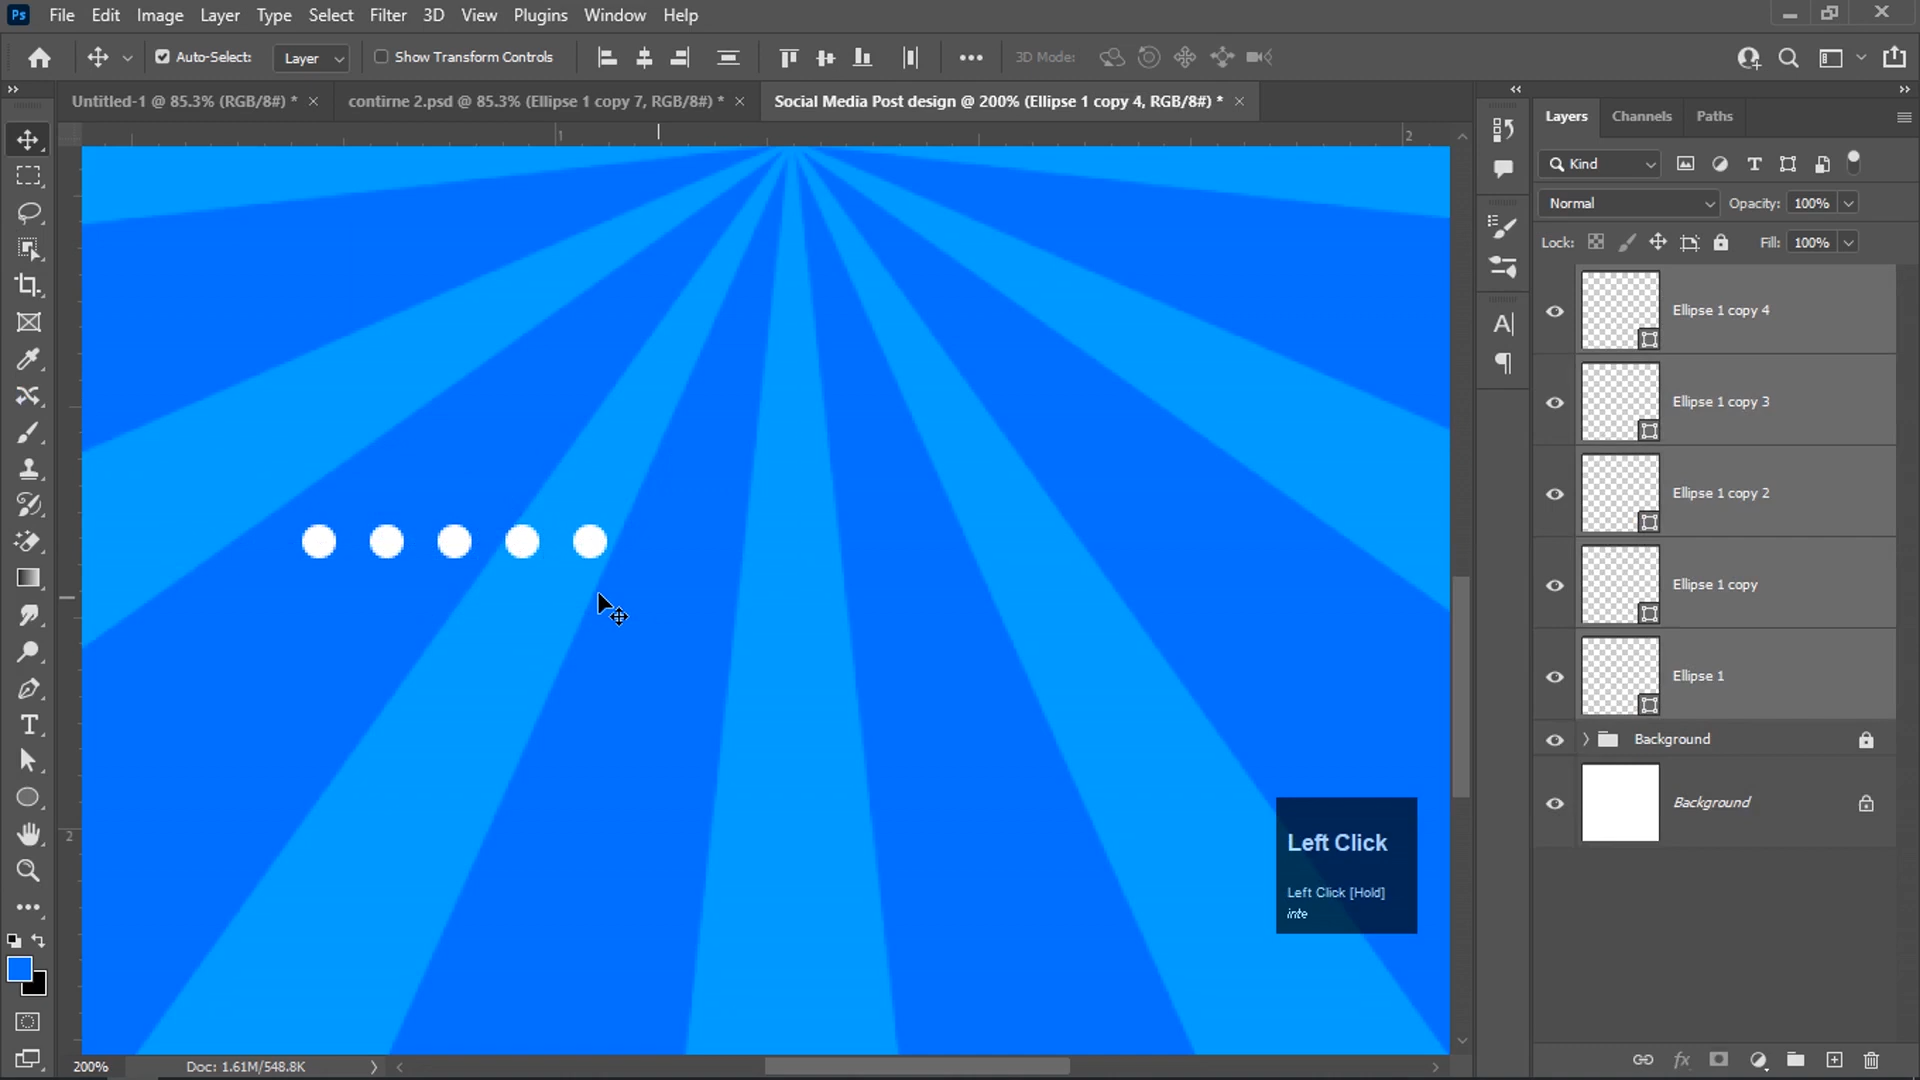 Ps File Edit Image Layer Type Select Filter 3D View Plugins Window Help
Auto-Select: Layer Show Transform Controls 3D Mode:
Untitled-1 @ 85.3% (RGB/8#) * contirne 2.psd @ 85.3% (Ellipse 1 copy 7, RGB/8#) * Social Media Post design @ 200% (Ellipse 1 copy 4, RGB/8#) *
1 2
2
Left Click
Left Click [Hold]
inte
200% Doc: 1.61M/548.8K
Layers Channels Paths
Kind
Normal Opacity: 100%
Lock: Fill: 100%
Ellipse 1 copy 4
Ellipse 1 copy 3
Ellipse 1 copy 2
Ellipse 1 copy
Ellipse 1
Background
Background